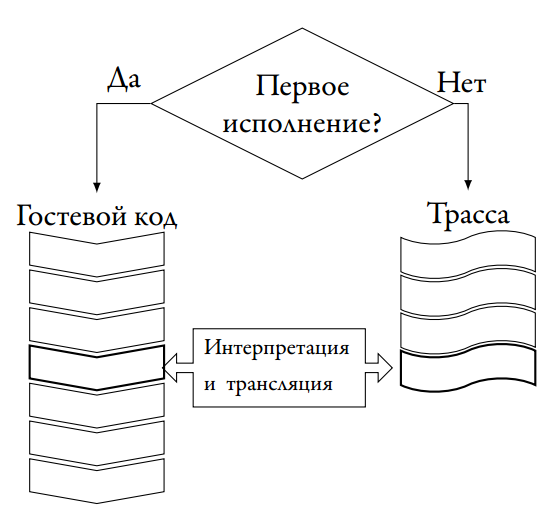 Первое
исполнение?
Да
Нет
Гостевой код
Трасса
Интерпретация
и трансляция